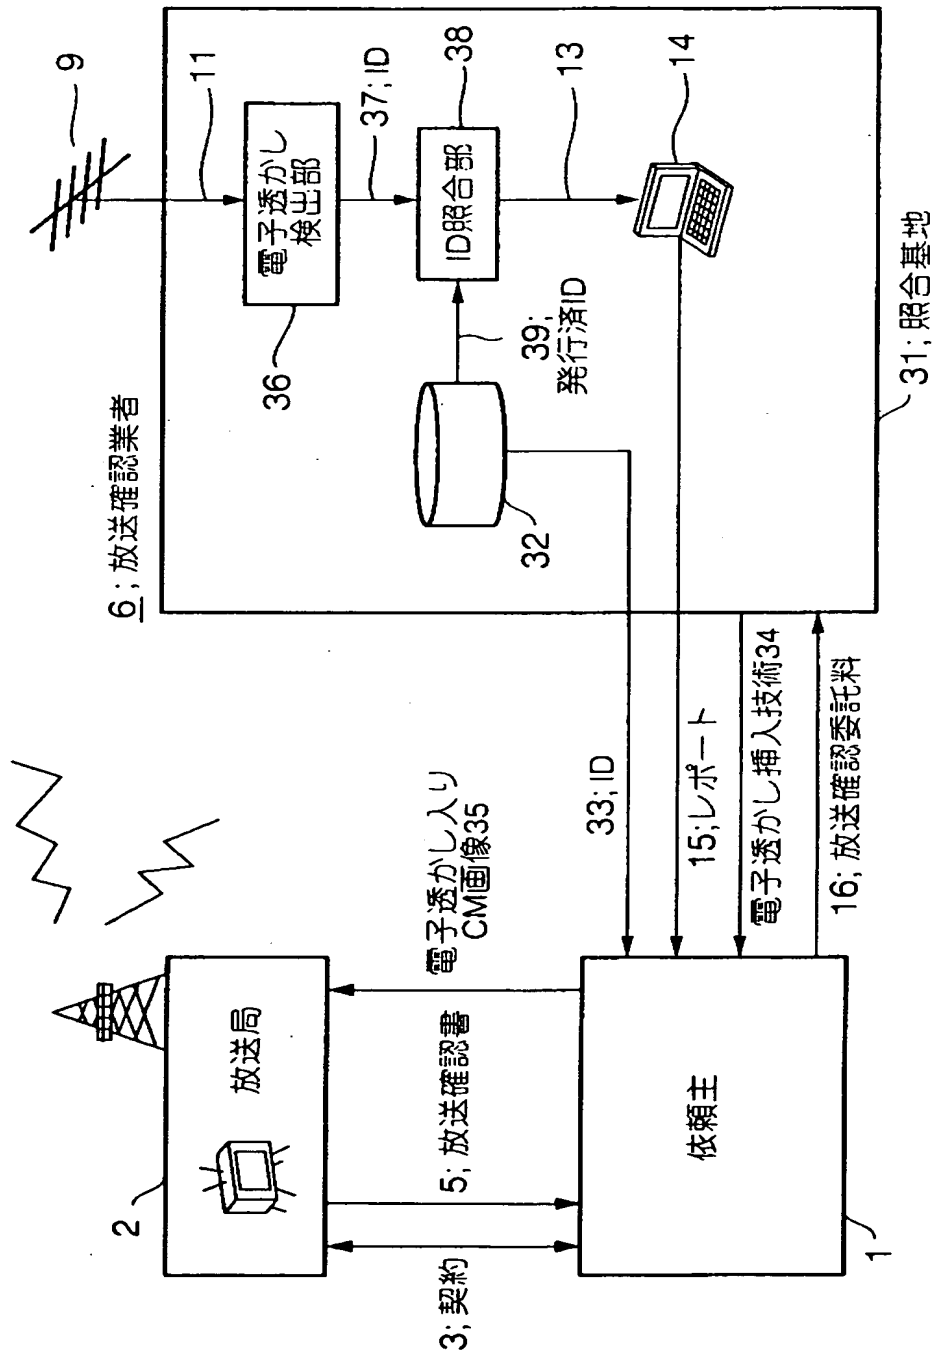 2
放送局
3; 契約
5; 放送確認書
電子透かし入り
CM画像35
依頼主
1
6; 放送確認業者
9
11
電子透かし
検出部
36
37; ID
ID照合部
38
39;
発行済ID
32
13
14
33; ID
15;レポート
電子透かし挿入技術34
16; 放送確認委託料
31; 照合基地